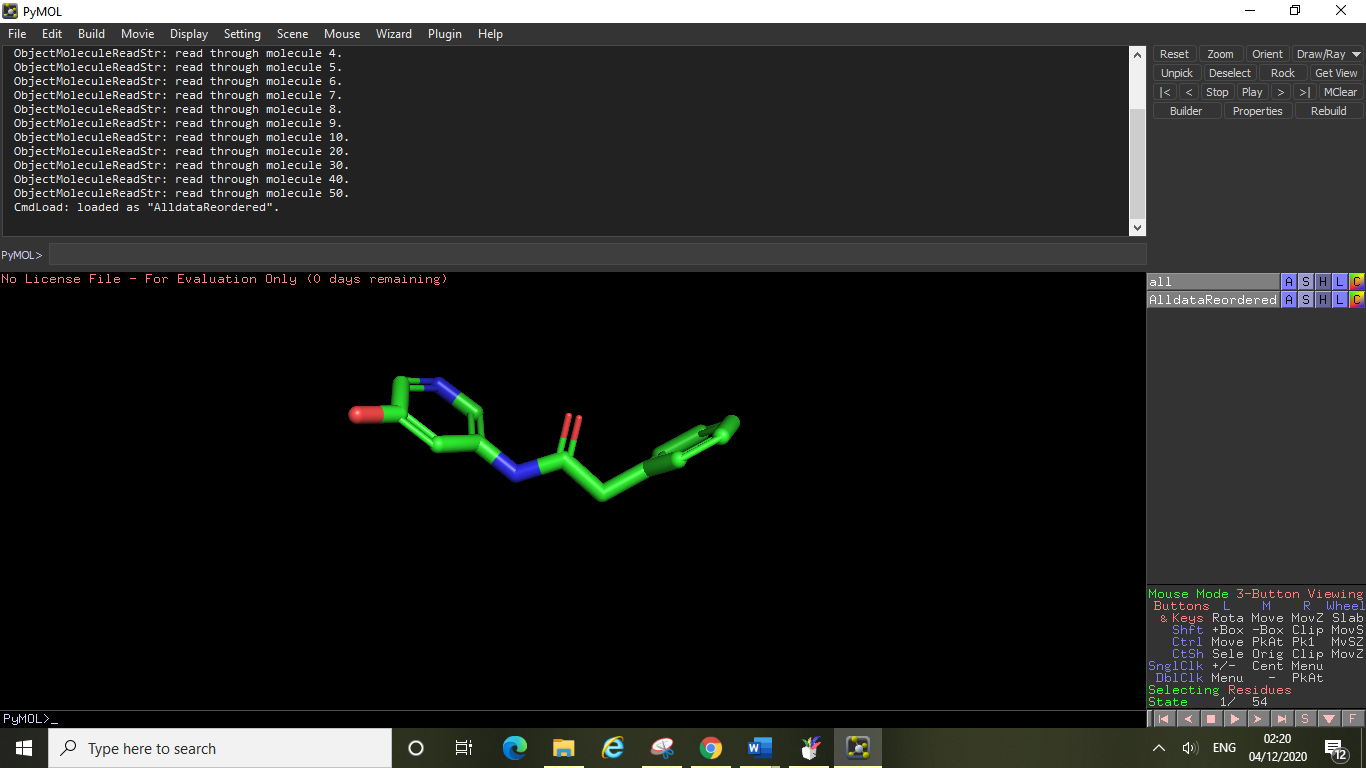 PyMOL
File Edit Build Movie Display Setting Scene Mouse Wizard Plugin Help
ObjectMoleculeReadStr: read through molecule 4.
ObjectMoleculeReadStr: read through molecule 5.
ObjectMoleculeReadStr: read through molecule 6.
ObjectMoleculeReadStr: read through molecule 7.
ObjectMoleculeReadStr: read through molecule 8.
ObjectMoleculeReadStr: read through molecule 9.
ObjectMoleculeReadStr: read through molecule 10.
ObjectMoleculeReadStr: read through molecule 20.
ObjectMoleculeReadStr: read through molecule 30.
ObjectMoleculeReadStr: read through molecule 40.
ObjectMoleculeReadStr: read through molecule 50.
CmdLoad: loaded as "AlldataReordered".
PyMOL>
Reset Zoom Orient Draw/Ray
Unpick Deselect Rock Get View
|< < Stop Play > >| MClear
Builder Properties Rebuild
No License File - For Evaluation Only (0 days remaining)
all A S H L C
AlldataReordered A S H L C
Mouse Mode 3-Button Viewing
Buttons L M R Wheel
& Keys Rota Move MovZ Slab
Shft +Box -Box Clip MovS
Ctrl Move PkAt Pk1 MvSZ
CtSh Sele Orig Clip MovZ
SnglClk +/- Cent Menu
DblClk Menu - PkAt
Selecting Residues
State 1/ 54
S F
PyMOL>_
Type here to search
ENG
02:20
04/12/2020
12